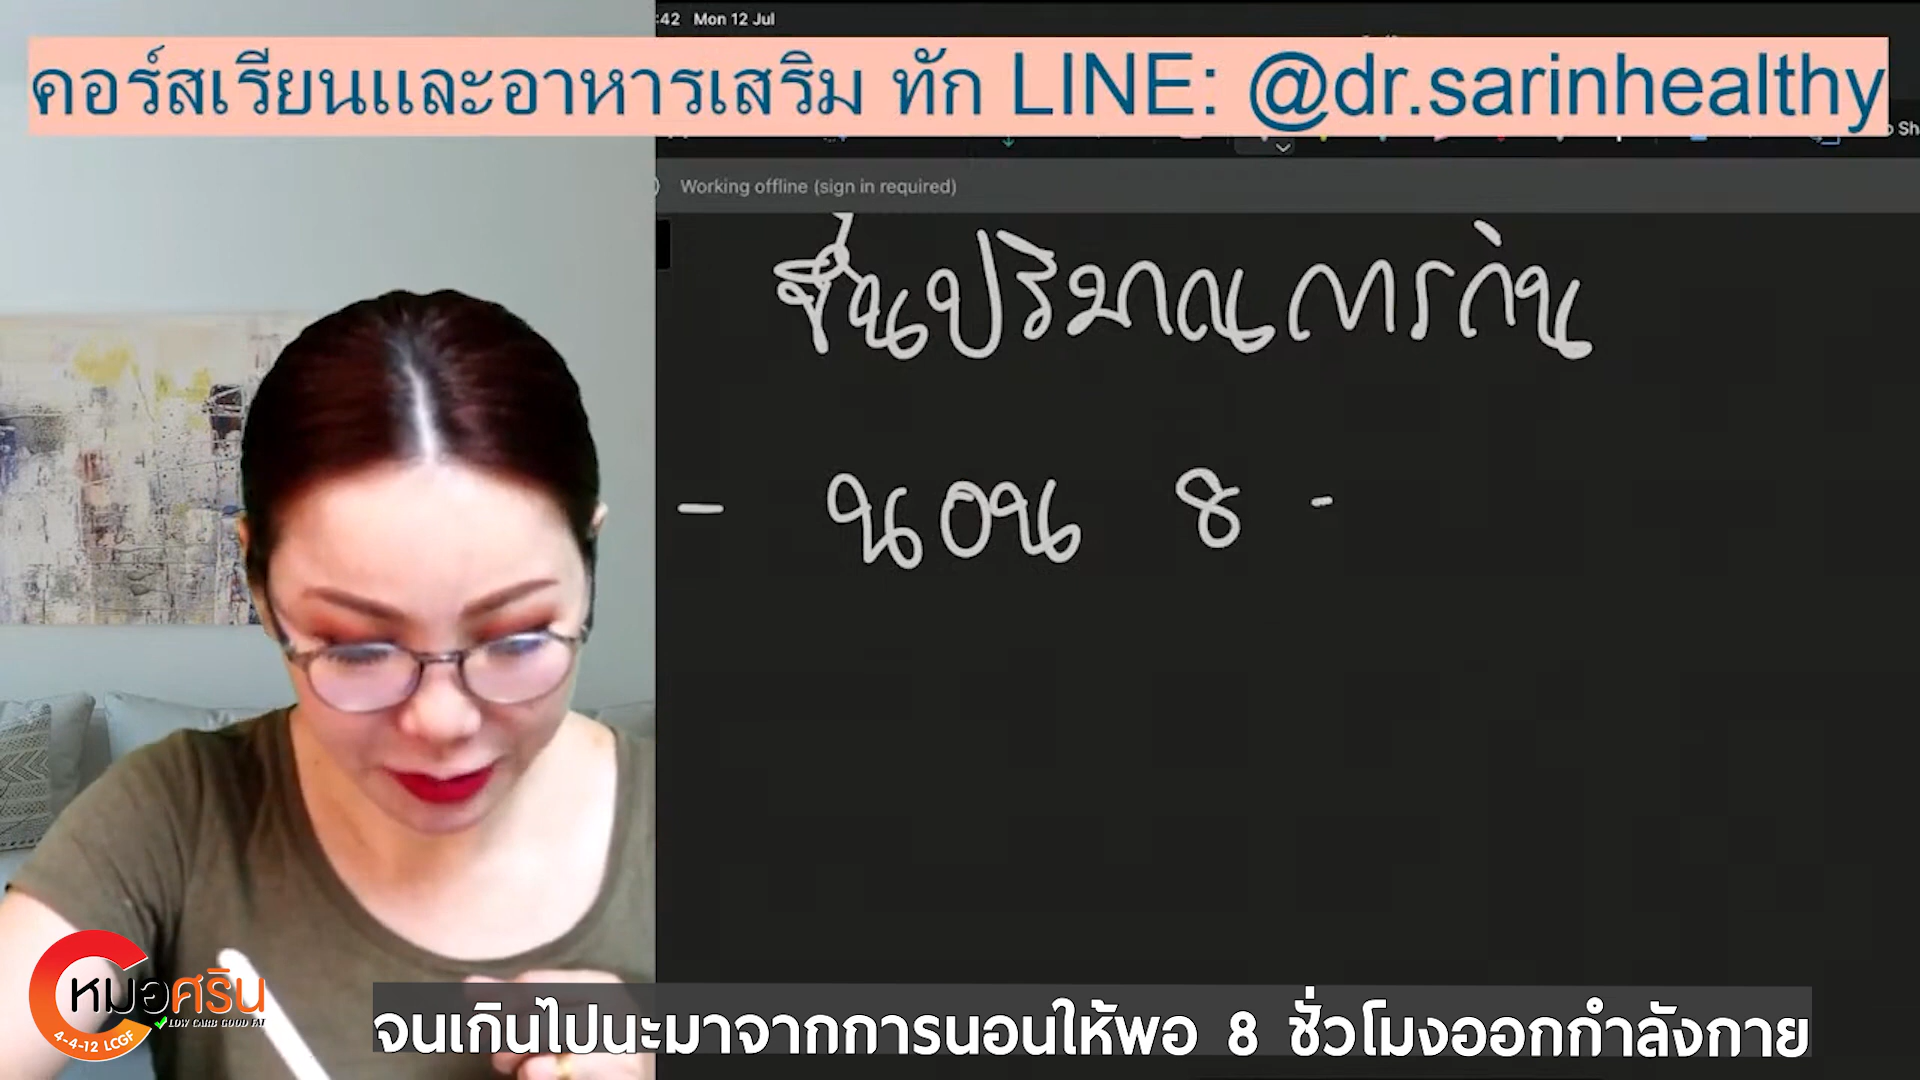 :42 Mon 12 Jul
คอร์สเรียนและอาหารเสริม ทัก LINE: @dr.sarinhealthy
Working offline (sign in required)
ปริมาณการกิน
- นอน 8 -
หมอศริน
LOW CARB GOOD FAT
4-4-12 LCGF
จนเกินไปนะมาจากการนอนให้พอ 8 ชั่วโมงออกกำลังกาย